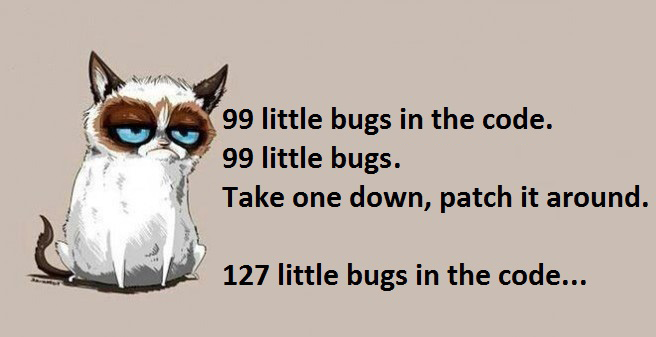 99 little bugs in the code.
99 little bugs.
Take one down, patch it around.
127 little bugs in the code...